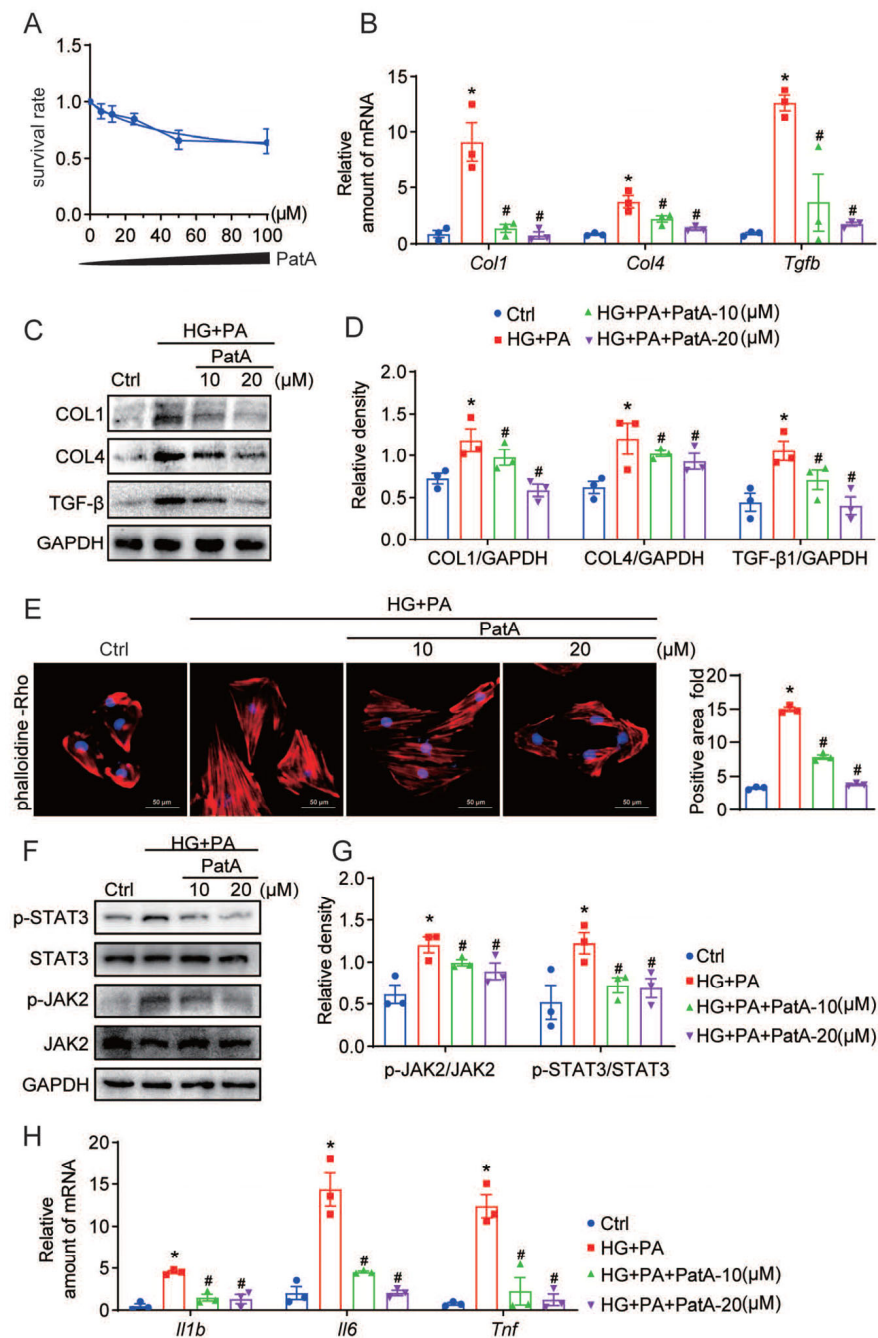 A
survival rate
1.5
1.0
0.5
0.0
0 20 40 60 80 100 (μM)
PatA
B
Relative
amount of mRNA
15
10
5
0
* # #
* # #
* # #
Col1 Col4 Tgfb
C
HG+PA
PatA
Ctrl 10 20 (μM)
COL1
COL4
TGF-β
GAPDH
D
Ctrl HG+PA+PatA-10(μM)
HG+PA HG+PA+PatA-20(μM)
Relative density
2.0
1.5
1.0
0.5
0.0
* # #
* # #
* # #
COL1/GAPDH COL4/GAPDH TGF-β1/GAPDH
E
HG+PA
PatA
Ctrl 10 20 (μM)
phalloidine -Rho
50 μm 50 μm 50 μm 50 μm
Positive area fold
20
15
10
5
0
* # #
F
HG+PA
PatA
Ctrl 10 20 (μM)
p-STAT3
STAT3
p-JAK2
JAK2
GAPDH
G
Relative density
2.0
1.5
1.0
0.5
0.0
* # #
* # #
p-JAK2/JAK2 p-STAT3/STAT3
Ctrl
HG+PA
HG+PA+PatA-10(μM)
HG+PA+PatA-20(μM)
H
Relative
amount of mRNA
20
15
10
5
0
* # #
* # #
* # #
Il1b Il6 Tnf
Ctrl
HG+PA
HG+PA+PatA-10(μM)
HG+PA+PatA-20(μM)